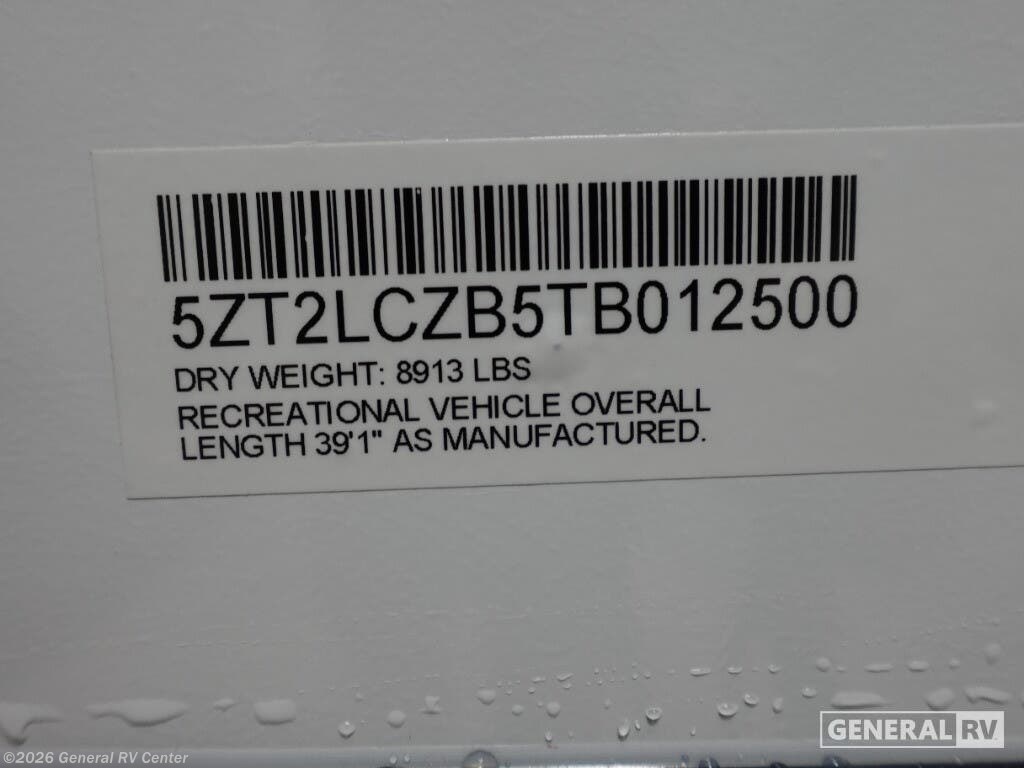 5ZT2LCZB5TB012500
DRY WEIGHT: 8913 LBS
RECREATIONAL VEHICLE OVERALL
LENGTH 39'1" AS MANUFACTURED.
GENERAL RV
©2026 General RV Center